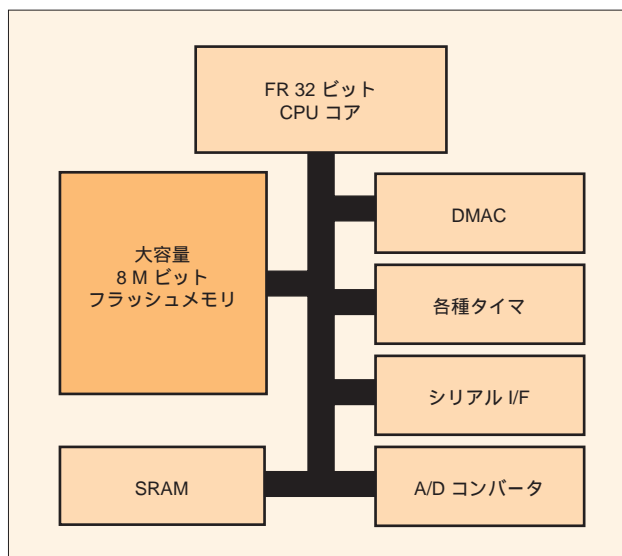 FR 32 ビット
CPU コア
大容量
8 M ビット
フラッシュメモリ
DMAC
各種タイマ
シリアル I/F
SRAM
A/D コンバータ